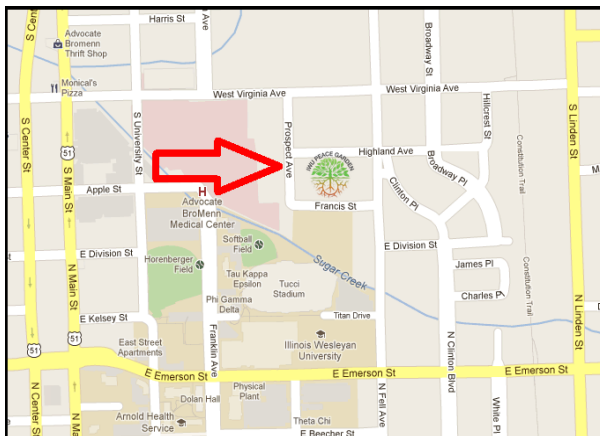 Harris St
Advocate
Bromenn
Thrift Shop
Monical's
Pizza
West Virginia Ave
West Virginia Ave
Broadway St
S Center St
S Main St
51
S University St
Prospect Ave
Highland Ave
IWU PEACE GARDEN
Hillcrest St
Constitution Trail
S Linden St
Apple St
H
Advocate
BroMenn
Medical Center
Francis St
Clinton Pl
Broadway Pl
Softball
Field
E Division St
Horenberger
Field
Tau Kappa
Epsilon
Tucci
Stadium
Sugar Creek
E Division St
James Pl
Charles Pl
Constitution Trail
51
N Main St
Phi Gamma
Delta
Titan Drive
E Kelsey St
East Street
Apartments
Franklin Ave
Illinois Wesleyan
University
N Clinton Blvd
N Linden St
51
E Emerson St
E Emerson St
E Emerson St
N Center St
N Main St
Dolan Hall
Physical
Plant
N Fell Ave
White Pl
Arnold Health
Service
Theta Chi
E Beecher St